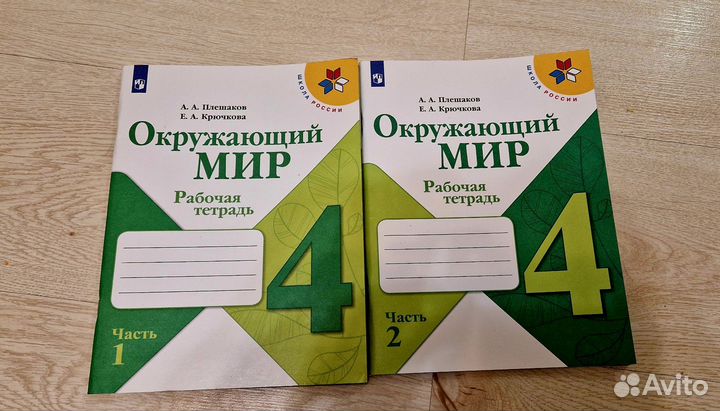 ШКОЛА РОССИИ
А. А. Плешаков
Е. А. Крючкова
Окружающий
МИР
Рабочая
тетрадь
4
Часть
1
ШКОЛА РОССИИ
А. А. Плешаков
Е. А. Крючкова
Окружающий
МИР
Рабочая
тетрадь
4
Часть
2
Avito